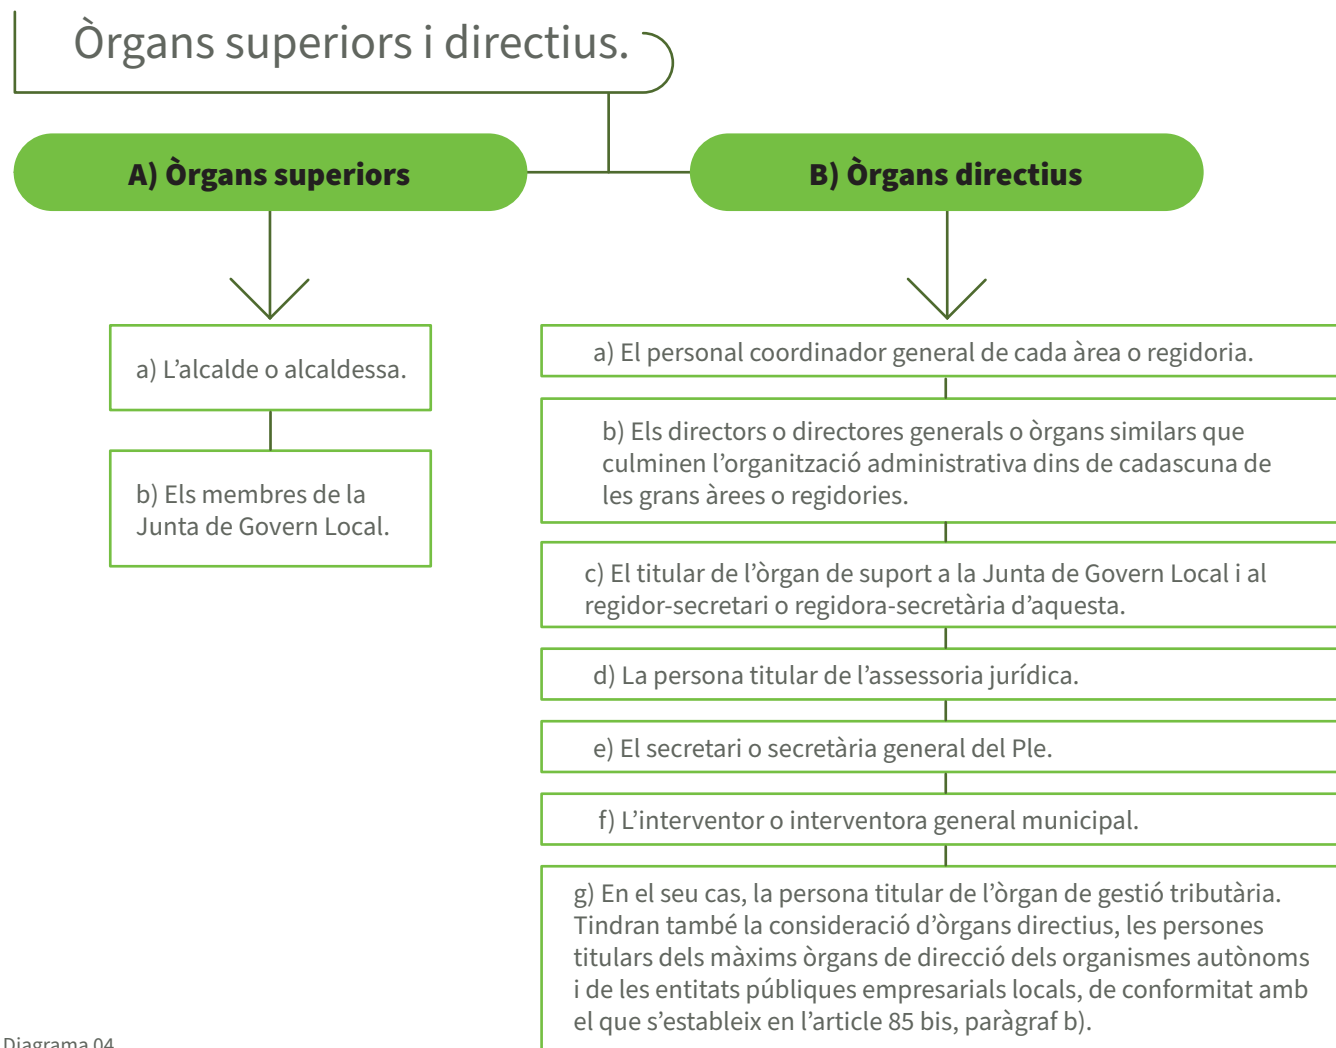 Òrgans superiors i directius.
A) Òrgans superiors
B) Òrgans directius
a) L’alcalde o alcaldessa.
b) Els membres de la
Junta de Govern Local.
a) El personal coordinador general de cada àrea o regidoria.
b) Els directors o directores generals o òrgans similars que
culminen l’organització administrativa dins de cadascuna de
les grans àrees o regidories.
c) El titular de l’òrgan de suport a la Junta de Govern Local i al
regidor-secretari o regidora-secretària d’aquesta.
d) La persona titular de l’assessoria jurídica.
e) El secretari o secretària general del Ple.
f) L’interventor o interventora general municipal.
g) En el seu cas, la persona titular de l’òrgan de gestió tributària.
Tindran també la consideració d’òrgans directius, les persones
titulars dels màxims òrgans de direcció dels organismes autònoms
i de les entitats públiques empresarials locals, de conformitat amb
el que s’estableix en l’article 85 bis, paràgraf b).
Diagrama 04